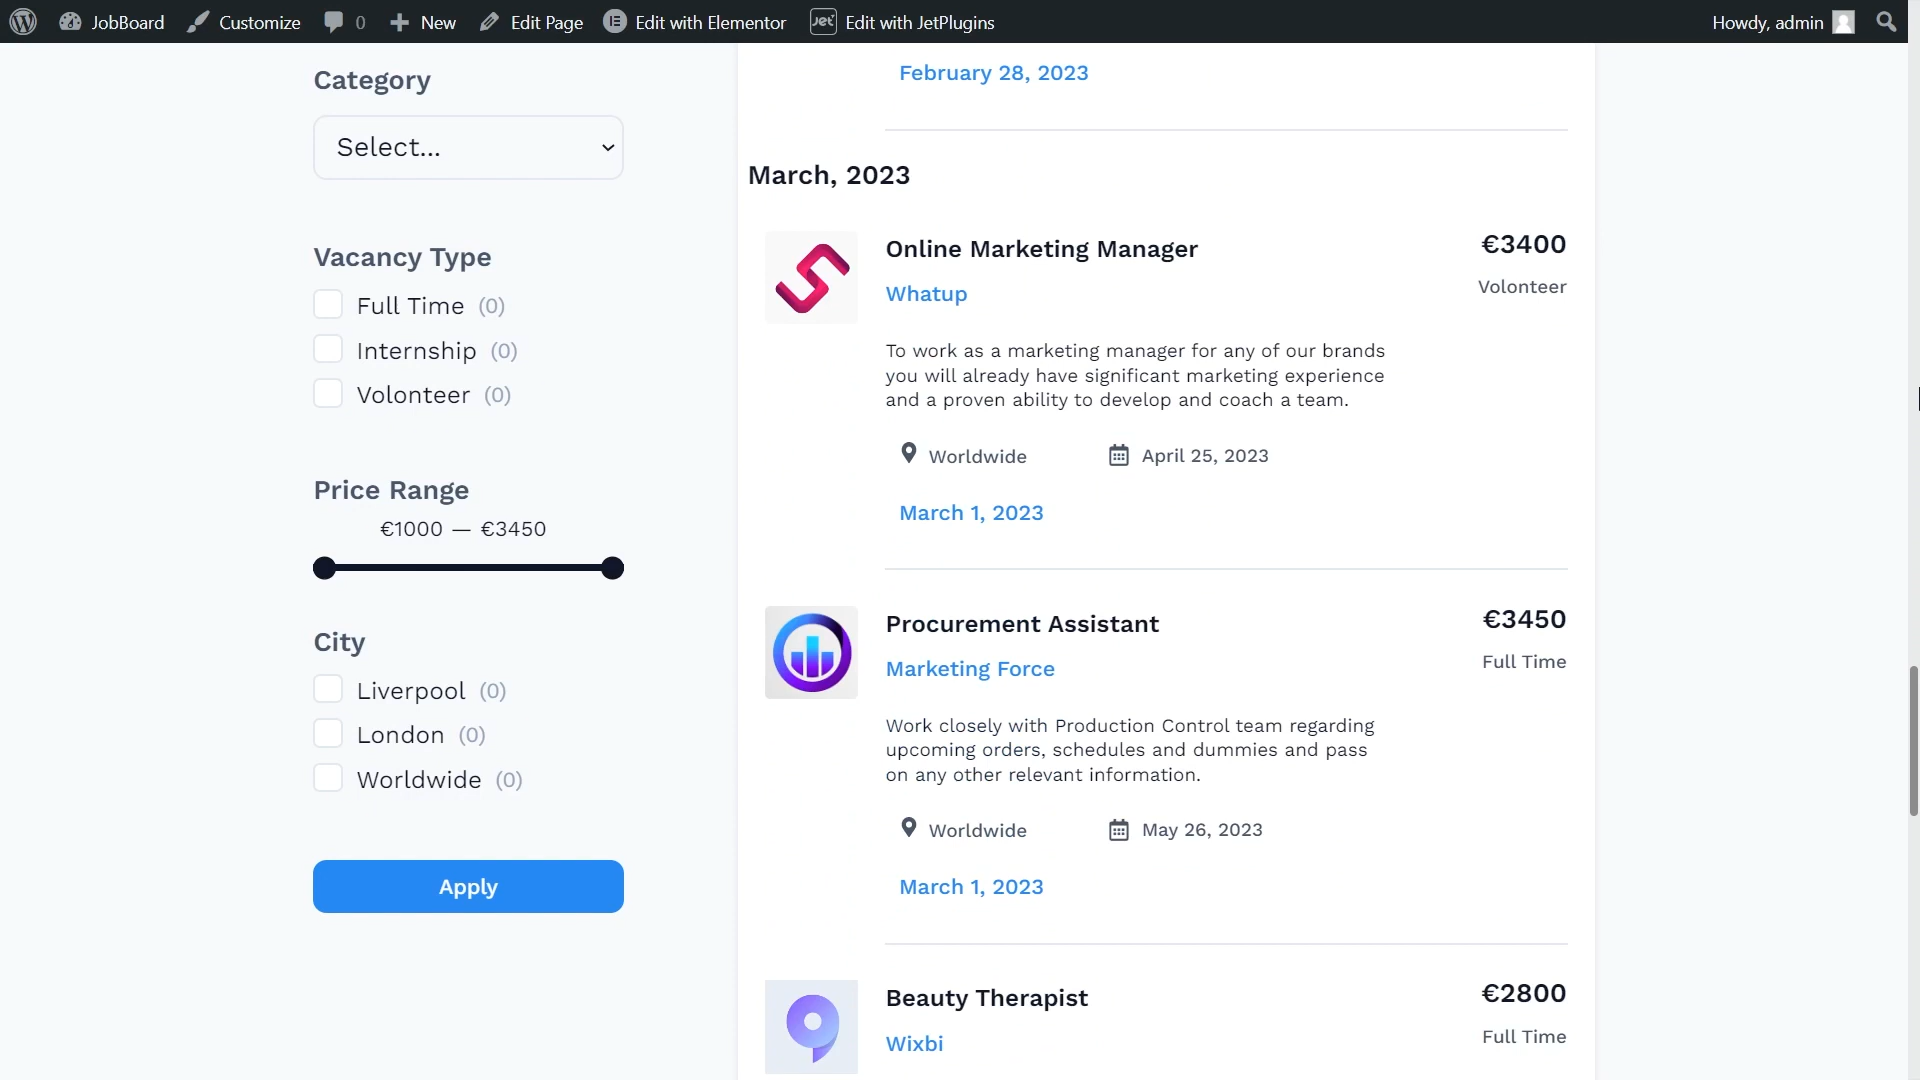 JobBoard Customize 0 New Edit Page Edit with Elementor Jet Edit with JetPlugins Howdy, admin
Category
Select...
Vacancy Type
Full Time (0)
Internship (0)
Volonteer (0)
Price Range
€1000 — €3450
City
Liverpool (0)
London (0)
Worldwide (0)
Apply
February 28, 2023
March, 2023
Online Marketing Manager
€3400
Whatup
Volonteer
To work as a marketing manager for any of our brands
you will already have significant marketing experience
and a proven ability to develop and coach a team.
Worldwide April 25, 2023
March 1, 2023
Procurement Assistant
€3450
Marketing Force
Full Time
Work closely with Production Control team regarding
upcoming orders, schedules and dummies and pass
on any other relevant information.
Worldwide May 26, 2023
March 1, 2023
Beauty Therapist
€2800
Wixbi
Full Time